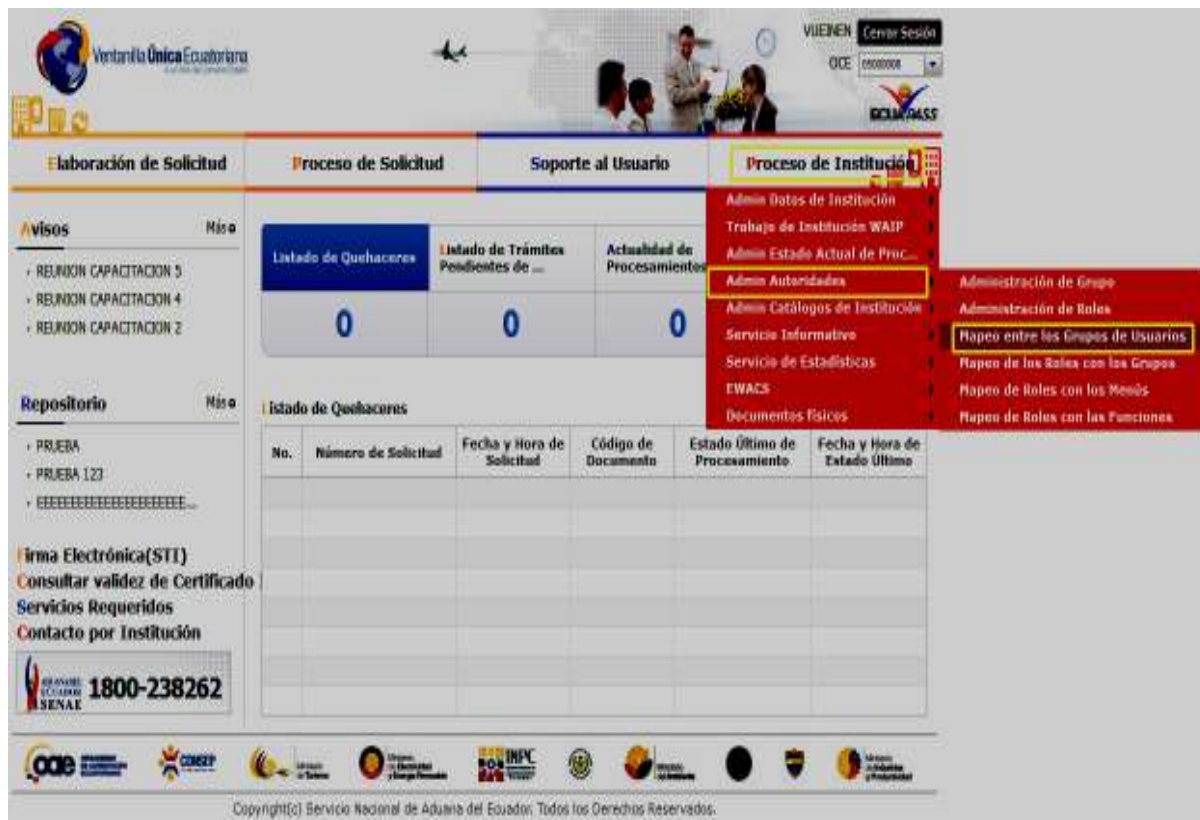 Ventanilla Única Ecuatoriana
VUEINEN Cerrar Sesión
OCE
ECUAPASS
Elaboración de Solicitud
Proceso de Solicitud
Soporte al Usuario
Proceso de Institución
Admin Datos de Institución
Trabajo de Institución WAIP
Admin Estado Actual de Proc...
Admin Autoridades
Admin Catálogos de Institución
Servicio Informativo
Servicio de Estadísticas
EWACS
Documentos físicos
Administración de Grupo
Administración de Roles
Mapeo entre los Grupos de Usuarios
Mapeo de los Roles con los Grupos
Mapeo de Roles con los Menús
Mapeo de Roles con las Funciones
Avisos Más
REUNION CAPACITACION 5
REUNION CAPACITACION 4
REUNION CAPACITACION 2
Listado de Quehaceres
0
Listado de Trámites Pendientes de ...
0
Actualidad de Procesamientos
0
Repositorio Más
PRUEBA
PRUEBA 123
Listado de Quehaceres
No. Número de Solicitud Fecha y Hora de Solicitud Código de Documento Estado Último de Procesamiento Fecha y Hora de Estado Último
Firma Electrónica(STI)
Consultar validez de Certificado
Servicios Requeridos
Contacto por Institución
SENAE 1800-238262
oae
CONSEP
INPC
Copyright(c) Servicio Nacional de Aduana del Ecuador. Todos los Derechos Reservados.